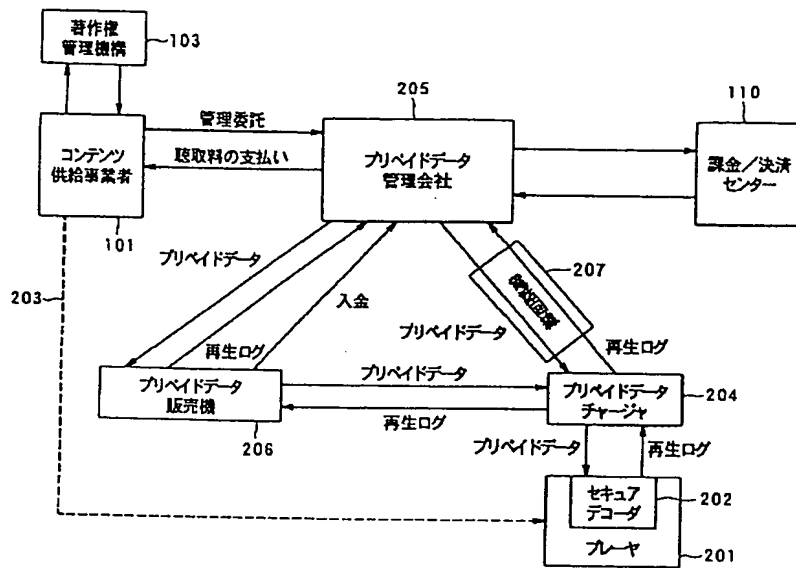 著作権
管理機構
103
205
110
コンテンツ
供給事業者
101
管理委託
聴取料の支払い
プリペイドデータ
管理会社
課金/決済
センター
203
プリペイドデータ
入金
再生ログ
207
プリペイドデータ
再生ログ
プリペイドデータ
販売機
206
プリペイドデータ
再生ログ
プリペイドデータ
チャージャ
204
プリペイドデータ
再生ログ
セキュア
デコーダ
202
プレーヤ
201